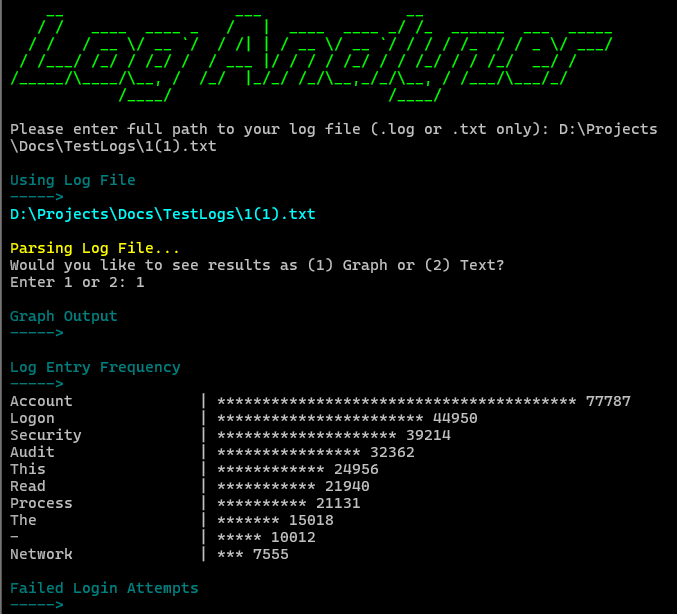 Log Analyzer
Please enter full path to your log file (.log or .txt only): D:\Projects
\Docs\TestLogs\1(1).txt
Using Log File
----->
D:\Projects\Docs\TestLogs\1(1).txt
Parsing Log File...
Would you like to see results as (1) Graph or (2) Text?
Enter 1 or 2: 1
Graph Output
----->
Log Entry Frequency
----->
Account | **************************************** 77787
Logon | *********************** 44950
Security | ******************** 39214
Audit | **************** 32362
This | ************ 24956
Read | *********** 21940
Process | ********** 21131
The | ******* 15018
- | ***** 10012
Network | *** 7555
Failed Login Attempts
----->